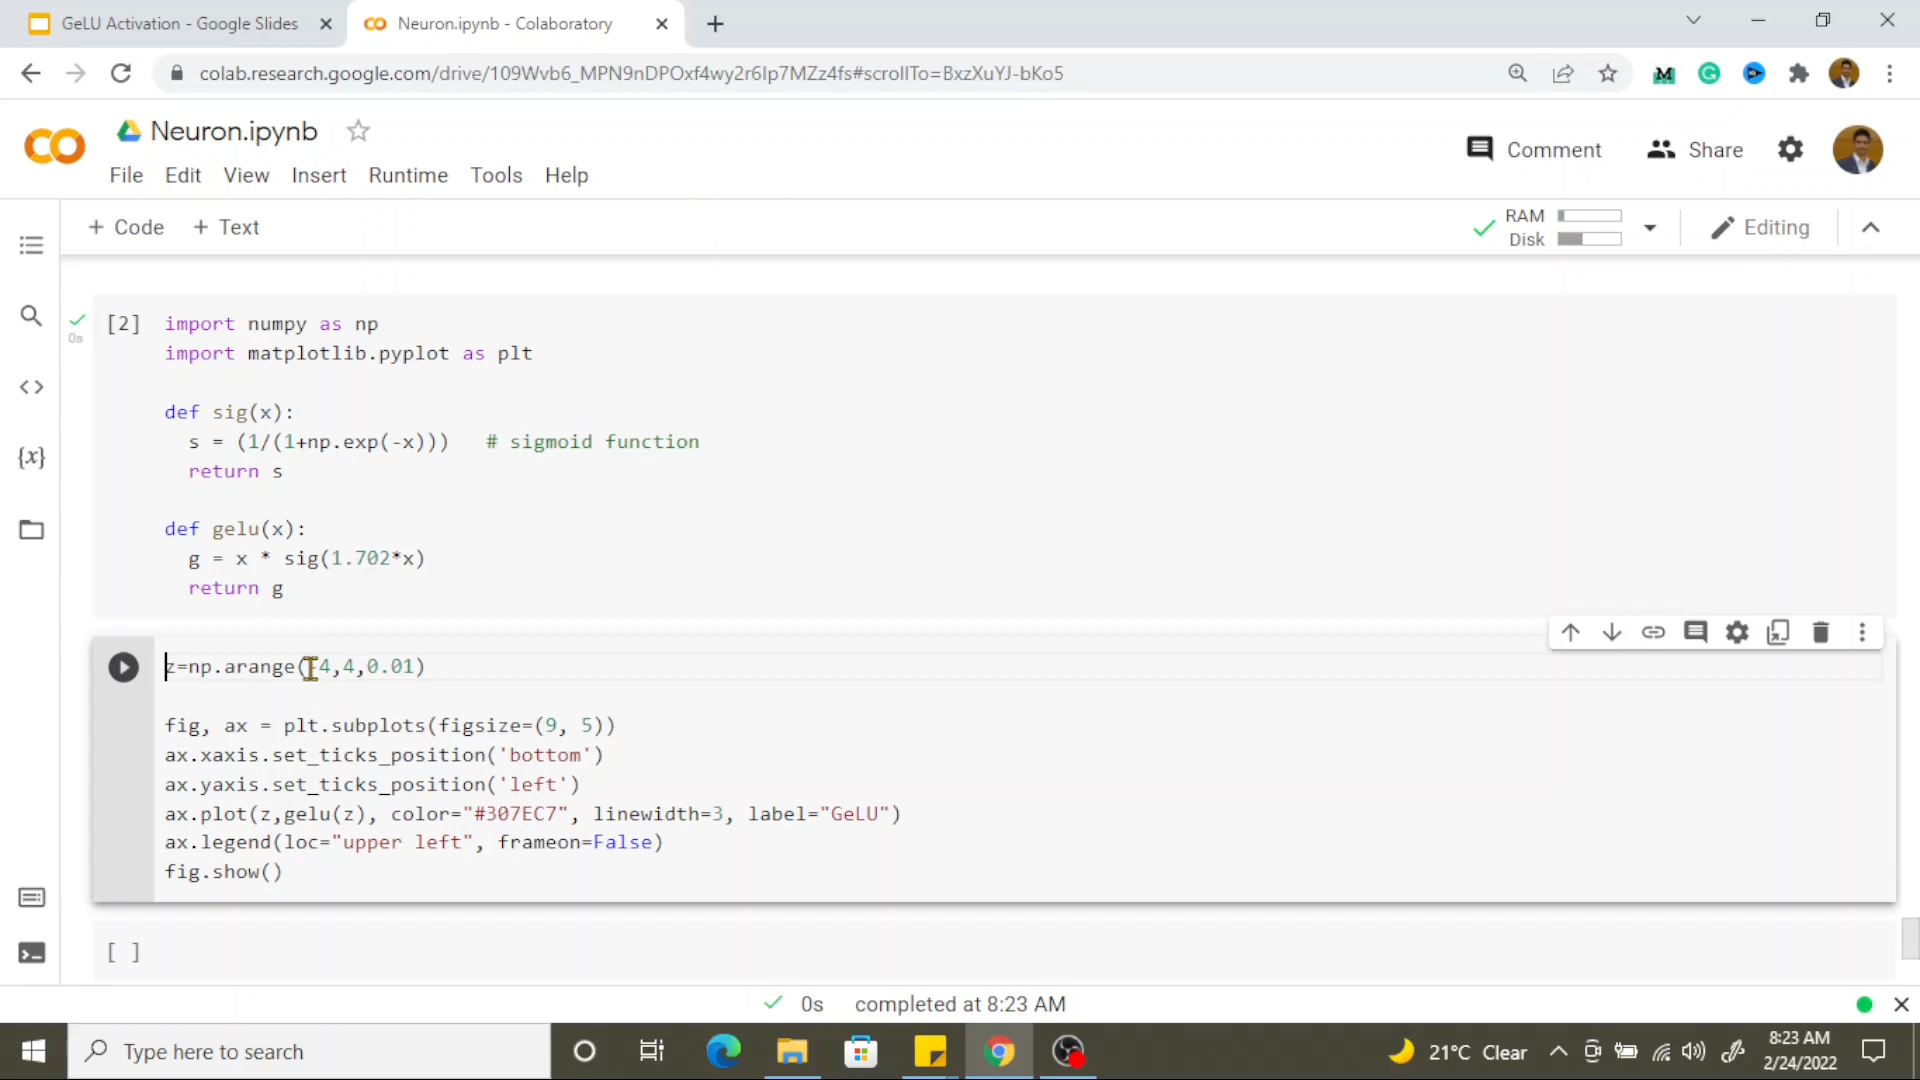 GeLU Activation - Google Slides
Neuron.ipynb - Colaboratory
colab.research.google.com/drive/109Wvb6_MPN9nDPOxf4wy2r6Ip7MZz4fs#scrollTo=BxzXuYJ-bKo5
Neuron.ipynb
Comment Share
File Edit View Insert Runtime Tools Help
+ Code + Text
RAM
Disk
Editing
[2] import numpy as np
0s
import matplotlib.pyplot as plt
def sig(x):
s = (1/(1+np.exp(-x))) # sigmoid function
return s
def gelu(x):
g = x * sig(1.702*x)
return g
z=np.arange(-4,4,0.01)
fig, ax = plt.subplots(figsize=(9, 5))
ax.xaxis.set_ticks_position('bottom')
ax.yaxis.set_ticks_position('left')
ax.plot(z,gelu(z), color="#307EC7", linewidth=3, label="GeLU")
ax.legend(loc="upper left", frameon=False)
fig.show()
[ ]
0s completed at 8:23 AM
Type here to search
21°C Clear
8:23 AM
2/24/2022